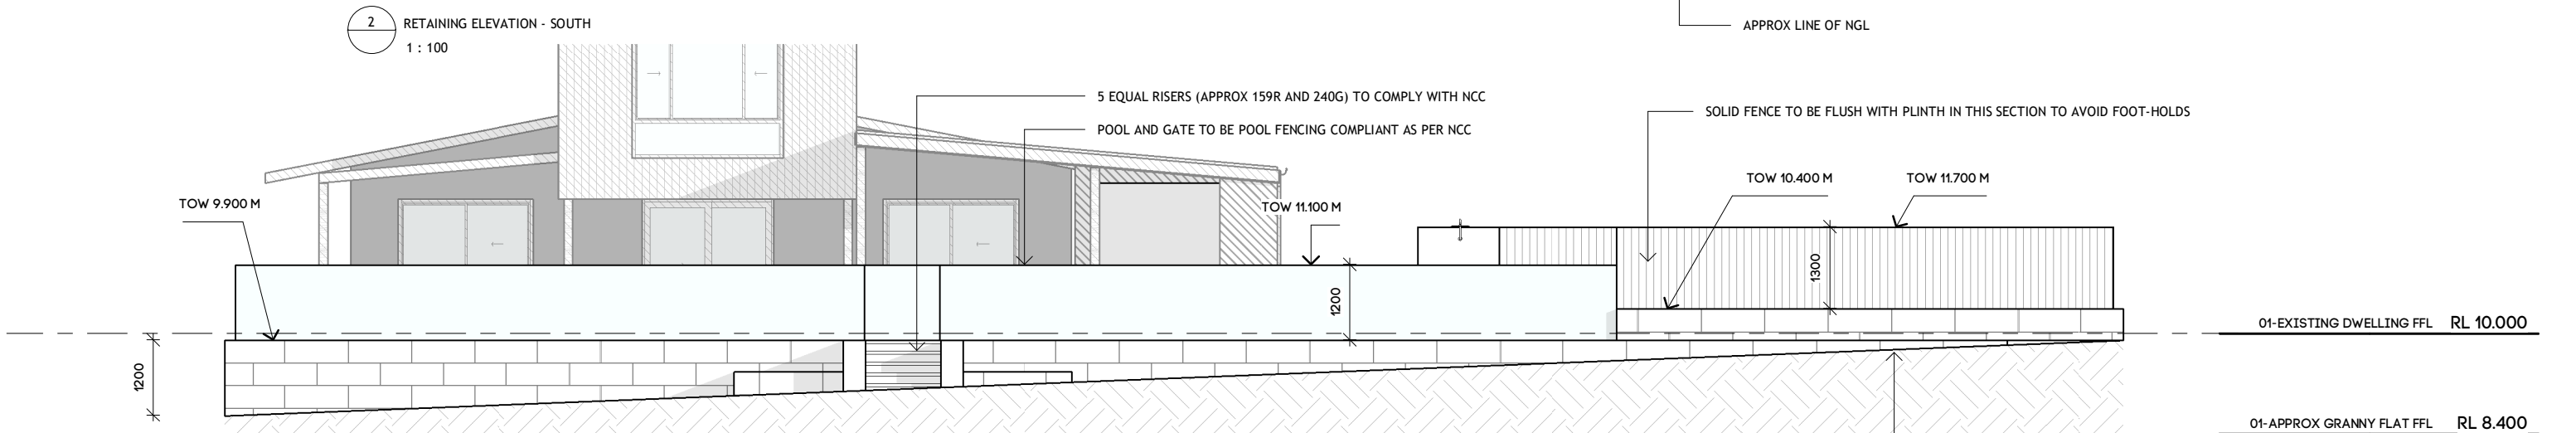 2 RETAINING ELEVATION - SOUTH
1 : 100
APPROX LINE OF NGL
5 EQUAL RISERS (APPROX 159R AND 240G) TO COMPLY WITH NCC
SOLID FENCE TO BE FLUSH WITH PLINTH IN THIS SECTION TO AVOID FOOT-HOLDS
POOL AND GATE TO BE POOL FENCING COMPLIANT AS PER NCC
TOW 10.400 M
TOW 11.700 M
TOW 9.900 M
TOW 11.100 M
1300
1200
01-EXISTING DWELLING FFL RL 10.000
1200
01-APPROX GRANNY FLAT FFL RL 8.400